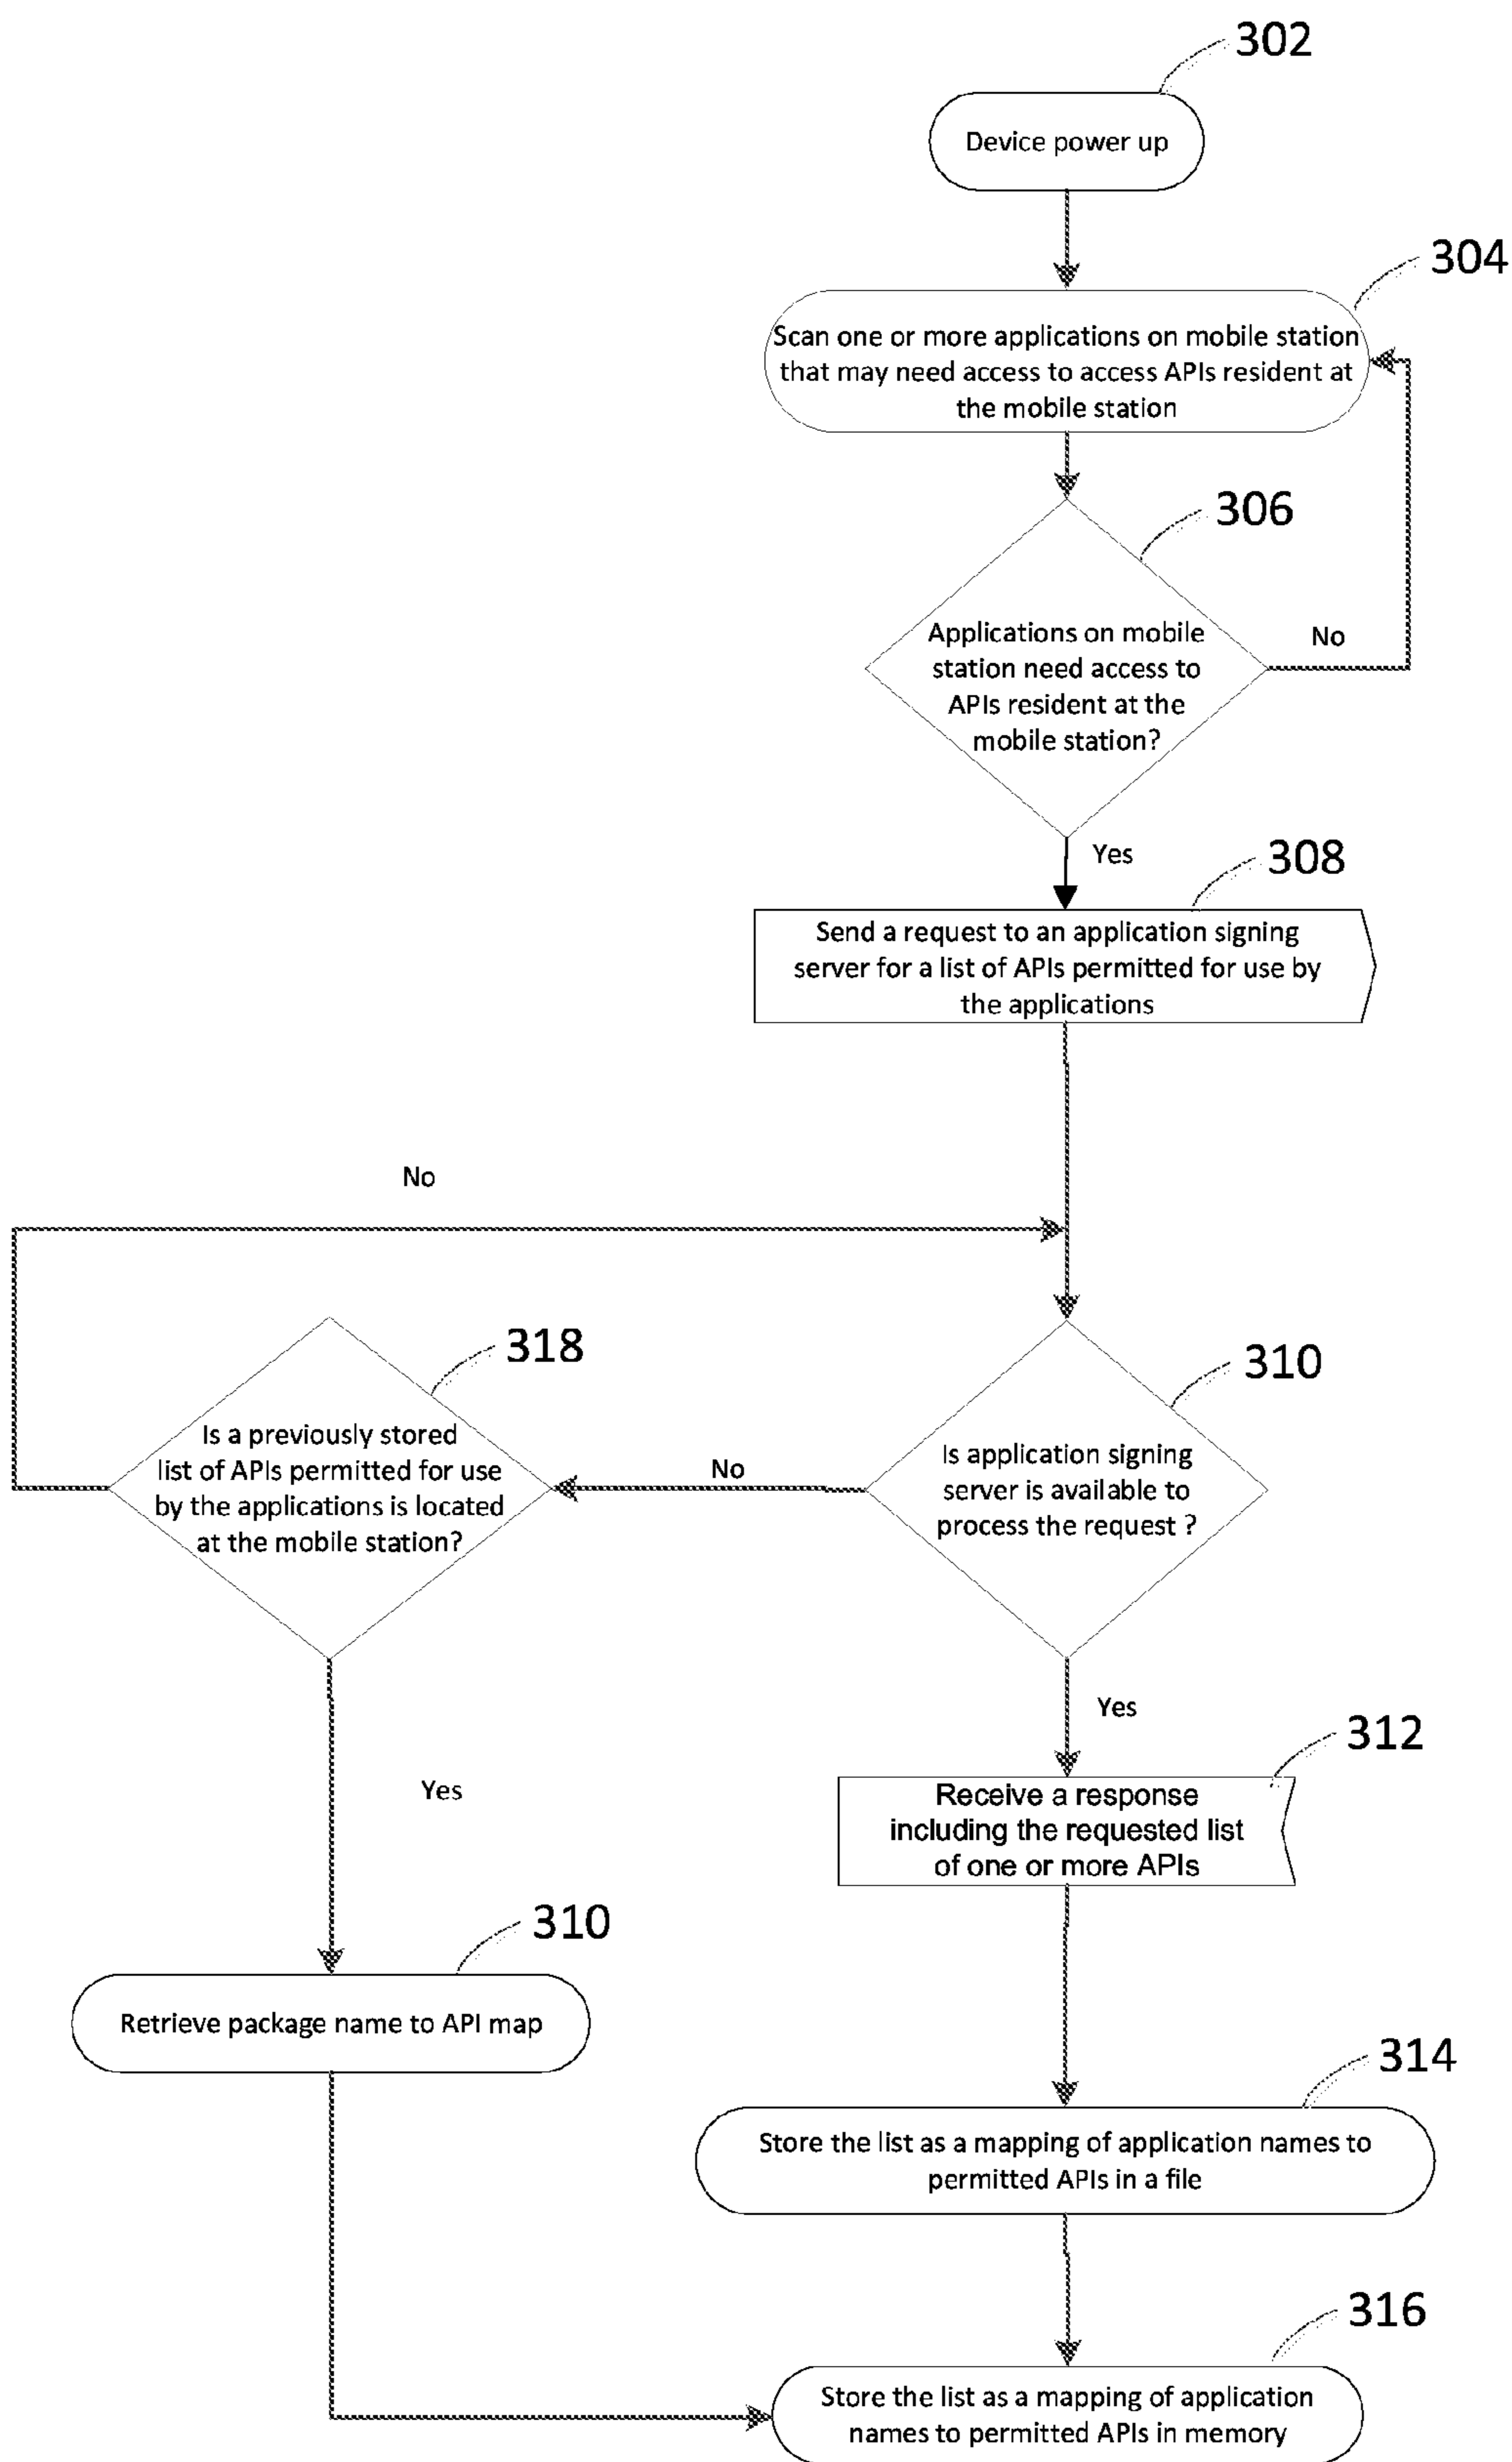 302
Device power up
304
Scan one or more applications on mobile station
that may need access to access APIs resident at
the mobile station
306
Applications on mobile
station need access to
APIs resident at the
mobile station?
No
Yes
308
Send a request to an application signing
server for a list of APIs permitted for use by
the applications
No
318
Is a previously stored
list of APIs permitted for use
by the applications is located
at the mobile station?
No
310
Is application signing
server is available to
process the request ?
Yes
312
Receive a response
including the requested list
of one or more APIs
Yes
310
Retrieve package name to API map
314
Store the list as a mapping of application names to
permitted APIs in a file
316
Store the list as a mapping of application
names to permitted APIs in memory